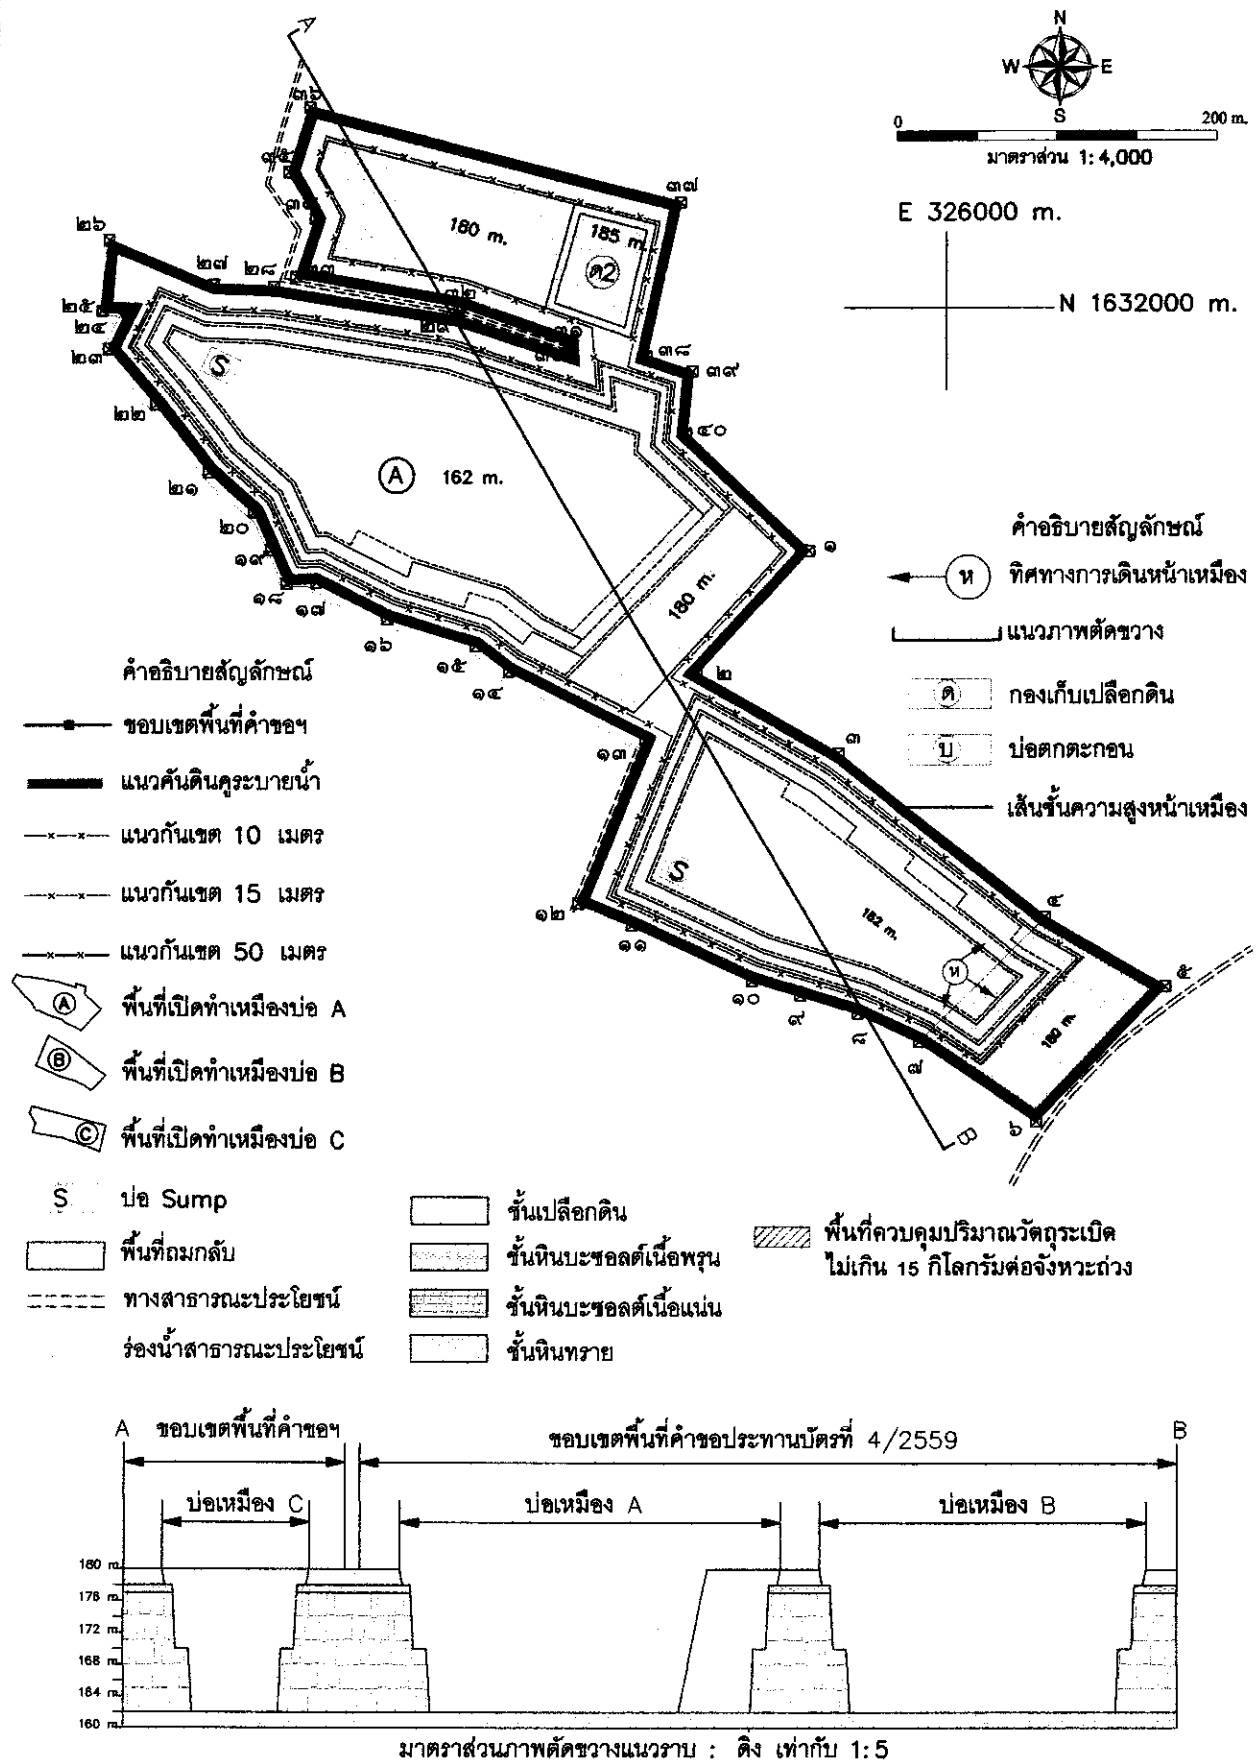 A
N
W E
S
0 200 m.
มาตราส่วน 1:4,000
E 326000 m.
N 1632000 m.
๓๖
๓๕
๓๗
180 m.
185 m.
ด2
๒๖
๒๗
๒๘
๓๓
๓๒
๒๕
๒๔
๒๙
๓๑
๒๓
๓๘
๓๙
S
๒๒
๔๐
A 162 m.
๒๑
๒๐
๑๙
๑
๑๘
๑๗
180 m.
๑๖
๑๕
๑๔
๒
๑๓
๓
S
162 m.
๑๒
๑๑
๔
ห
๕
๑๐
๙
๘
๗
180 m.
๖
B
คำอธิบายสัญลักษณ์
ห ทิศทางการเดินหน้าเหมือง
แนวภาพตัดขวาง
ด กองเก็บเปลือกดิน
บ บ่อตกตะกอน
เส้นชั้นความสูงหน้าเหมือง
คำอธิบายสัญลักษณ์
ขอบเขตพื้นที่คำขอฯ
แนวคันดินคูระบายน้ำ
แนวกันเขต 10 เมตร
แนวกันเขต 15 เมตร
แนวกันเขต 50 เมตร
A พื้นที่เปิดทำเหมืองบ่อ A
B พื้นที่เปิดทำเหมืองบ่อ B
C พื้นที่เปิดทำเหมืองบ่อ C
S บ่อ Sump
พื้นที่ถมกลับ
ทางสาธารณะประโยชน์
ร่องน้ำสาธารณะประโยชน์
ชั้นเปลือกดิน
ชั้นหินบะซอลต์เนื้อพรุน
ชั้นหินบะซอลต์เนื้อแน่น
ชั้นหินทราย
พื้นที่ควบคุมปริมาณวัตถุระเบิด
ไม่เกิน 15 กิโลกรัมต่อจังหวะถ่วง
A ขอบเขตพื้นที่คำขอฯ ขอบเขตพื้นที่คำขอประทานบัตรที่ 4/2559 B
บ่อเหมือง C บ่อเหมือง A บ่อเหมือง B
180 m.
176 m.
172 m.
168 m.
164 m.
160 m.
มาตราส่วนภาพตัดขวางแนวราบ : ดิ่ง เท่ากับ 1:5